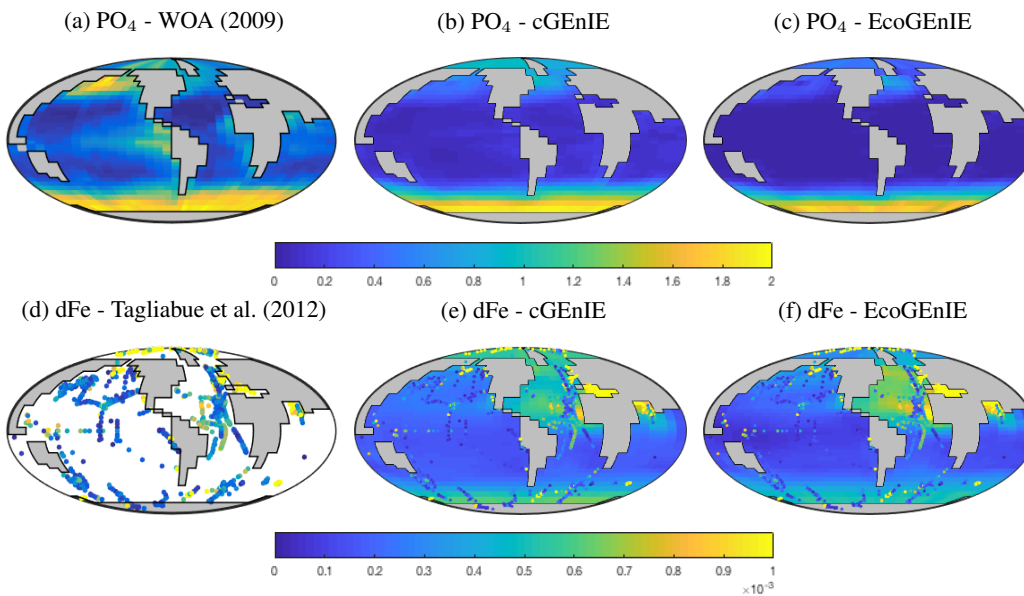 (a) PO₄ - WOA (2009) (b) PO₄ - cGEnIE (c) PO₄ - EcoGEnIE
0 0.2 0.4 0.6 0.8 1 1.2 1.4 1.6 1.8 2
(d) dFe - Tagliabue et al. (2012) (e) dFe - cGEnIE (f) dFe - EcoGEnIE
0 0.1 0.2 0.3 0.4 0.5 0.6 0.7 0.8 0.9 1
×10⁻³